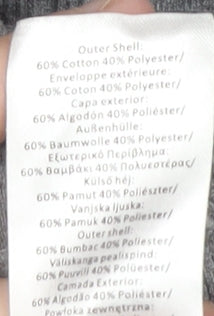 Outer Shell:
60% Cotton 40% Polyester/
Enveloppe extérieure:
60% Coton 40% Polyester/
Capa exterior:
60% Algodón 40% Poliéster/
Außenhülle:
60% Baumwolle 40% Polyester/
Εξωτερικό Περίβλημα:
60% Βαμβάκι 40% Πολυεστέρας/
Külső héj:
60% Pamut 40% Poliészter/
Vanjska ljuska:
60% Pamuk 40% Poliester/
Outer shell:
60% Bumbac 40% Poliester/
Väliskanga pealispind:
60% Puuvill 40% Polüester/
Camada Exterior:
60% Algodão 40% Poliéster/
Powłoka zewnętrzna: